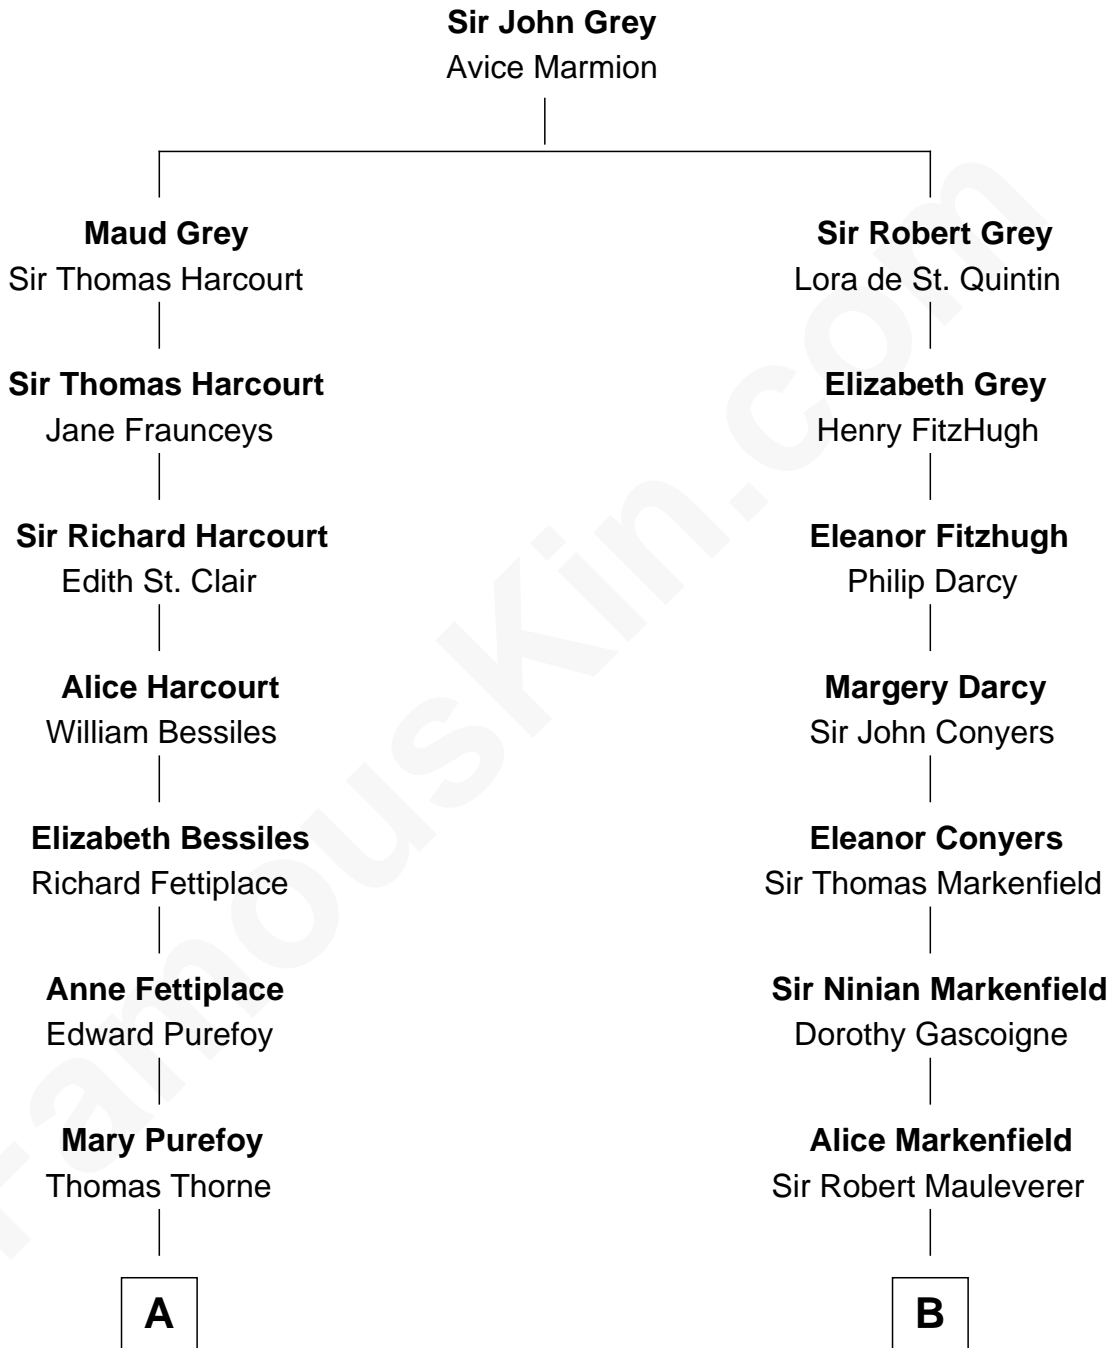 Sir John Grey
Avice Marmion
Maud Grey
Sir Thomas Harcourt
Sir Robert Grey
Lora de St. Quintin
Sir Thomas Harcourt
Jane Fraunceys
Elizabeth Grey
Henry FitzHugh
Sir Richard Harcourt
Edith St. Clair
Eleanor Fitzhugh
Philip Darcy
Alice Harcourt
William Bessiles
Margery Darcy
Sir John Conyers
Elizabeth Bessiles
Richard Fettiplace
Eleanor Conyers
Sir Thomas Markenfield
Anne Fettiplace
Edward Purefoy
Sir Ninian Markenfield
Dorothy Gascoigne
Mary Purefoy
Thomas Thorne
Alice Markenfield
Sir Robert Mauleverer
A
B
FamousKin.com